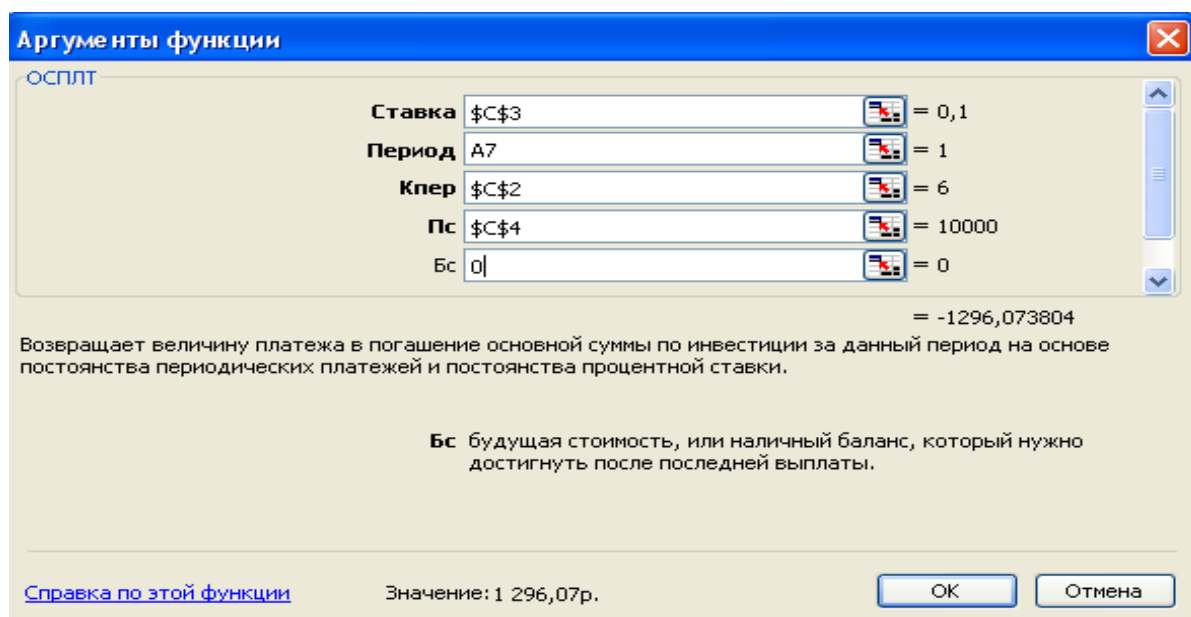 Аргументы функции
ОСПЛТ
Ставка $C$3 = 0,1
Период A7 = 1
Кпер $C$2 = 6
Пс $C$4 = 10000
Бс 0 = 0
= -1296,073804
Возвращает величину платежа в погашение основной суммы по инвестиции за данный период на основе
постоянства периодических платежей и постоянства процентной ставки.
Бс будущая стоимость, или наличный баланс, который нужно
достигнуть после последней выплаты.
Справка по этой функции Значение: 1 296,07р. ОК Отмена